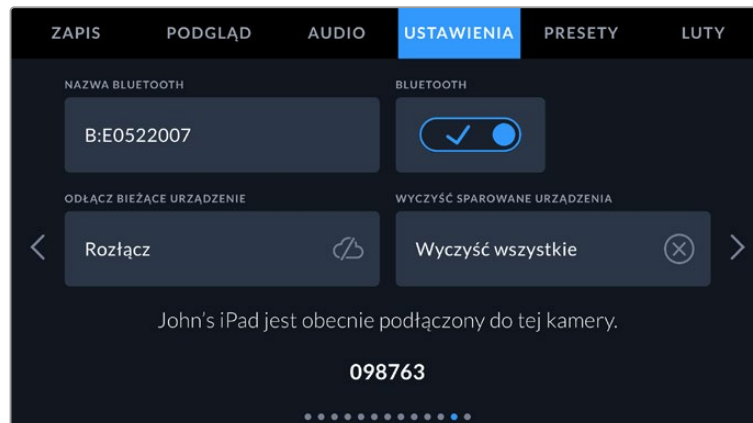 ZAPIS PODGLĄD AUDIO USTAWIENIA PRESETY LUTY
NAZWA BLUETOOTH BLUETOOTH
B:E0522007
ODŁĄCZ BIEŻĄCE URZĄDZENIE WYCZYŚĆ SPAROWANE URZĄDZENIA
Rozłącz Wyczyść wszystkie
John's iPad jest obecnie podłączony do tej kamery.
098763